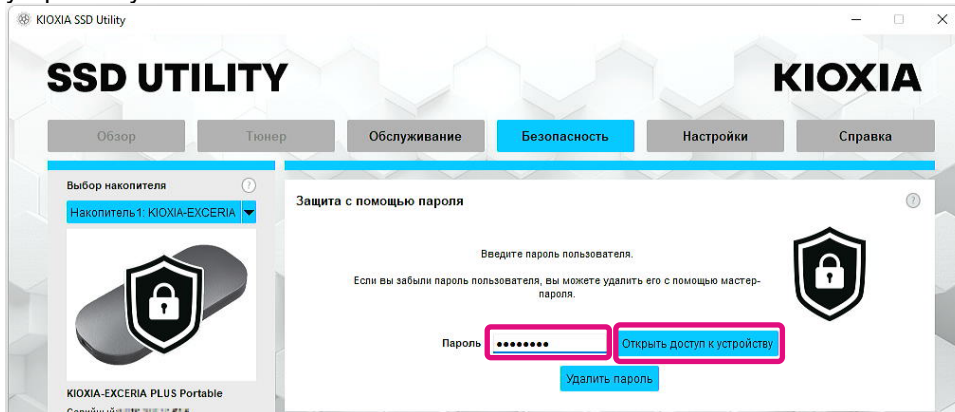 KIOXIA SSD Utility
SSD UTILITY
KIOXIA
Обзор
Тюнер
Обслуживание
Безопасность
Настройки
Справка
Выбор накопителя
?
Накопитель1: KIOXIA-EXCERIA
KIOXIA-EXCERIA PLUS Portable
Защита с помощью пароля
?
Введите пароль пользователя.
Если вы забыли пароль пользователя, вы можете удалить его с помощью мастер-
пароля.
Пароль
••••••••
Открыть доступ к устройству
Удалить пароль